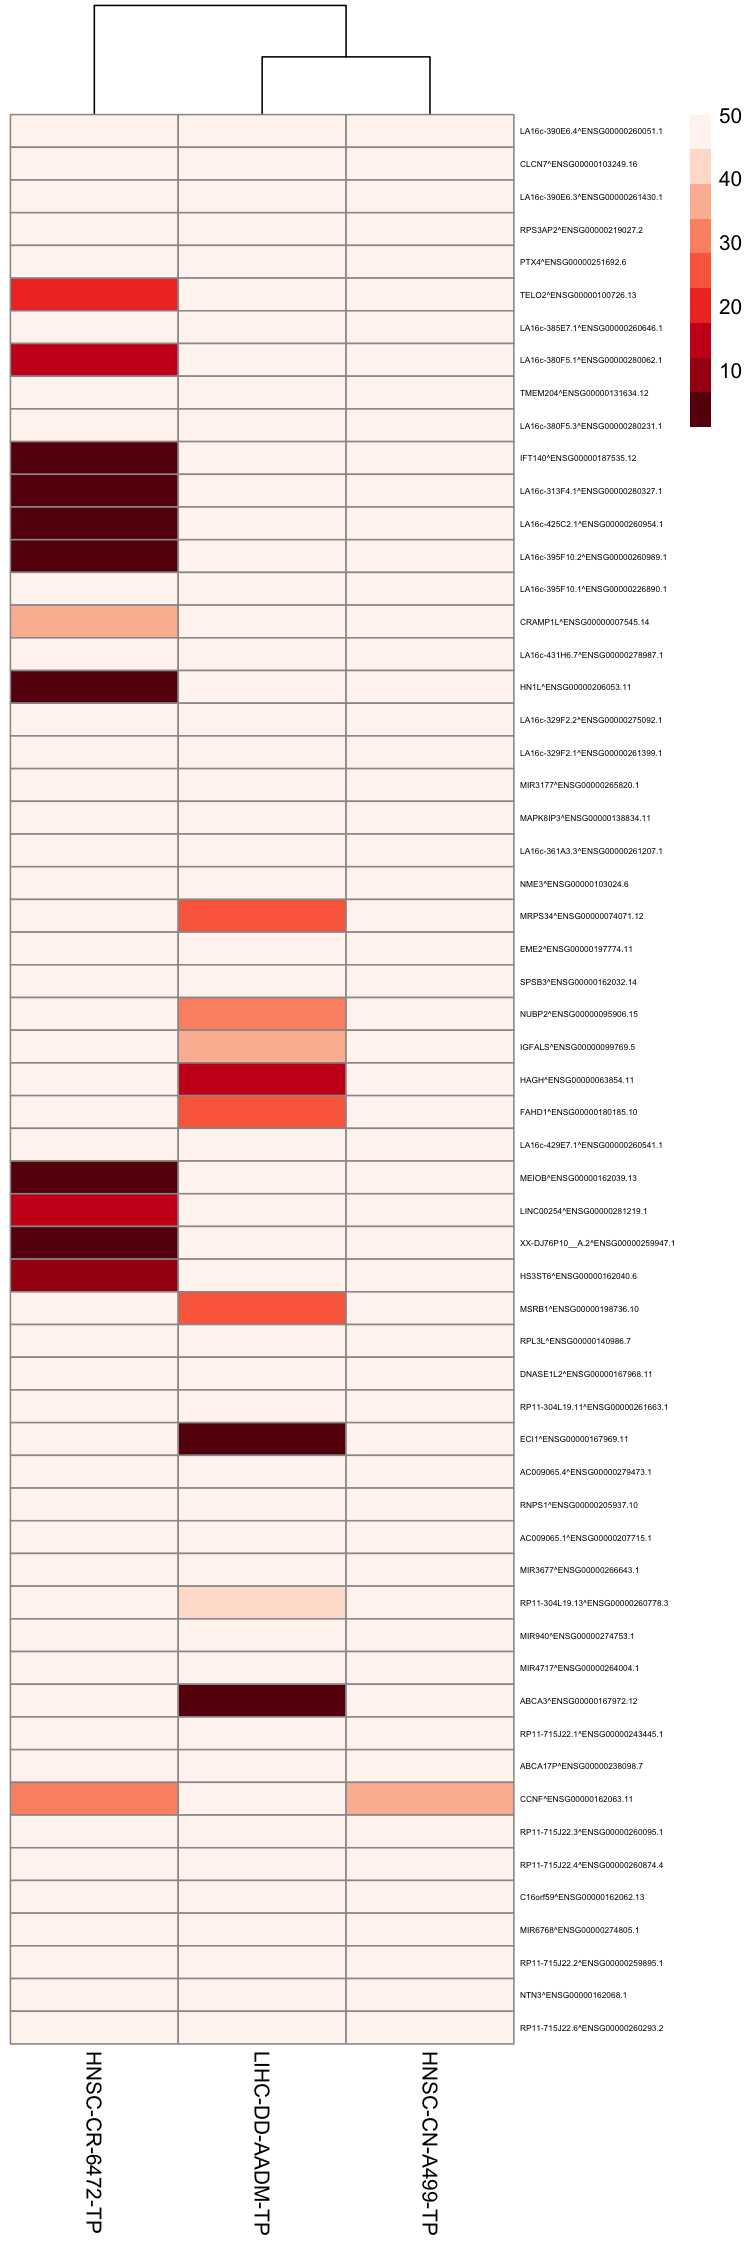 50
40
30
20
10
LA16c-390E6.4^ENSG00000260051.1
CLCN7^ENSG00000103249.16
LA16c-390E6.3^ENSG00000261430.1
RPS3AP2^ENSG00000219027.2
PTX4^ENSG00000251692.6
TELO2^ENSG00000100726.13
LA16c-385E7.1^ENSG00000260646.1
LA16c-380F5.1^ENSG00000280062.1
TMEM204^ENSG00000131634.12
LA16c-380F5.3^ENSG00000280231.1
IFT140^ENSG00000187535.12
LA16c-313F4.1^ENSG00000280327.1
LA16c-425C2.1^ENSG00000260954.1
LA16c-395F10.2^ENSG00000260989.1
LA16c-395F10.1^ENSG00000226890.1
CRAMP1L^ENSG00000007545.14
LA16c-431H6.7^ENSG00000278987.1
HN1L^ENSG00000206053.11
LA16c-329F2.2^ENSG00000275092.1
LA16c-329F2.1^ENSG00000261399.1
MIR3177^ENSG00000265820.1
MAPK8IP3^ENSG00000138834.11
LA16c-361A3.3^ENSG00000261207.1
NME3^ENSG00000103024.6
MRPS34^ENSG00000074071.12
EME2^ENSG00000197774.11
SPSB3^ENSG00000162032.14
NUBP2^ENSG00000095906.15
IGFALS^ENSG00000099769.5
HAGH^ENSG00000063854.11
FAHD1^ENSG00000180185.10
LA16c-429E7.1^ENSG00000260541.1
MEIOB^ENSG00000162039.13
LINC00254^ENSG00000281219.1
XX-DJ76P10__A.2^ENSG00000259947.1
HS3ST6^ENSG00000162040.6
MSRB1^ENSG00000198736.10
RPL3L^ENSG00000140986.7
DNASE1L2^ENSG00000167968.11
RP11-304L19.11^ENSG00000261663.1
ECI1^ENSG00000167969.11
AC009065.4^ENSG00000279473.1
RNPS1^ENSG00000205937.10
AC009065.1^ENSG00000207715.1
MIR3677^ENSG00000266643.1
RP11-304L19.13^ENSG00000260778.3
MIR940^ENSG00000274753.1
MIR4717^ENSG00000264004.1
ABCA3^ENSG00000167972.12
RP11-715J22.1^ENSG00000243445.1
ABCA17P^ENSG00000238098.7
CCNF^ENSG00000162063.11
RP11-715J22.3^ENSG00000260095.1
RP11-715J22.4^ENSG00000260874.4
C16orf59^ENSG00000162062.13
MIR6768^ENSG00000274805.1
RP11-715J22.2^ENSG00000259895.1
NTN3^ENSG00000162068.1
RP11-715J22.6^ENSG00000260293.2
HNSC-CR-6472-TP
LIHC-DD-AADM-TP
HNSC-CN-A499-TP